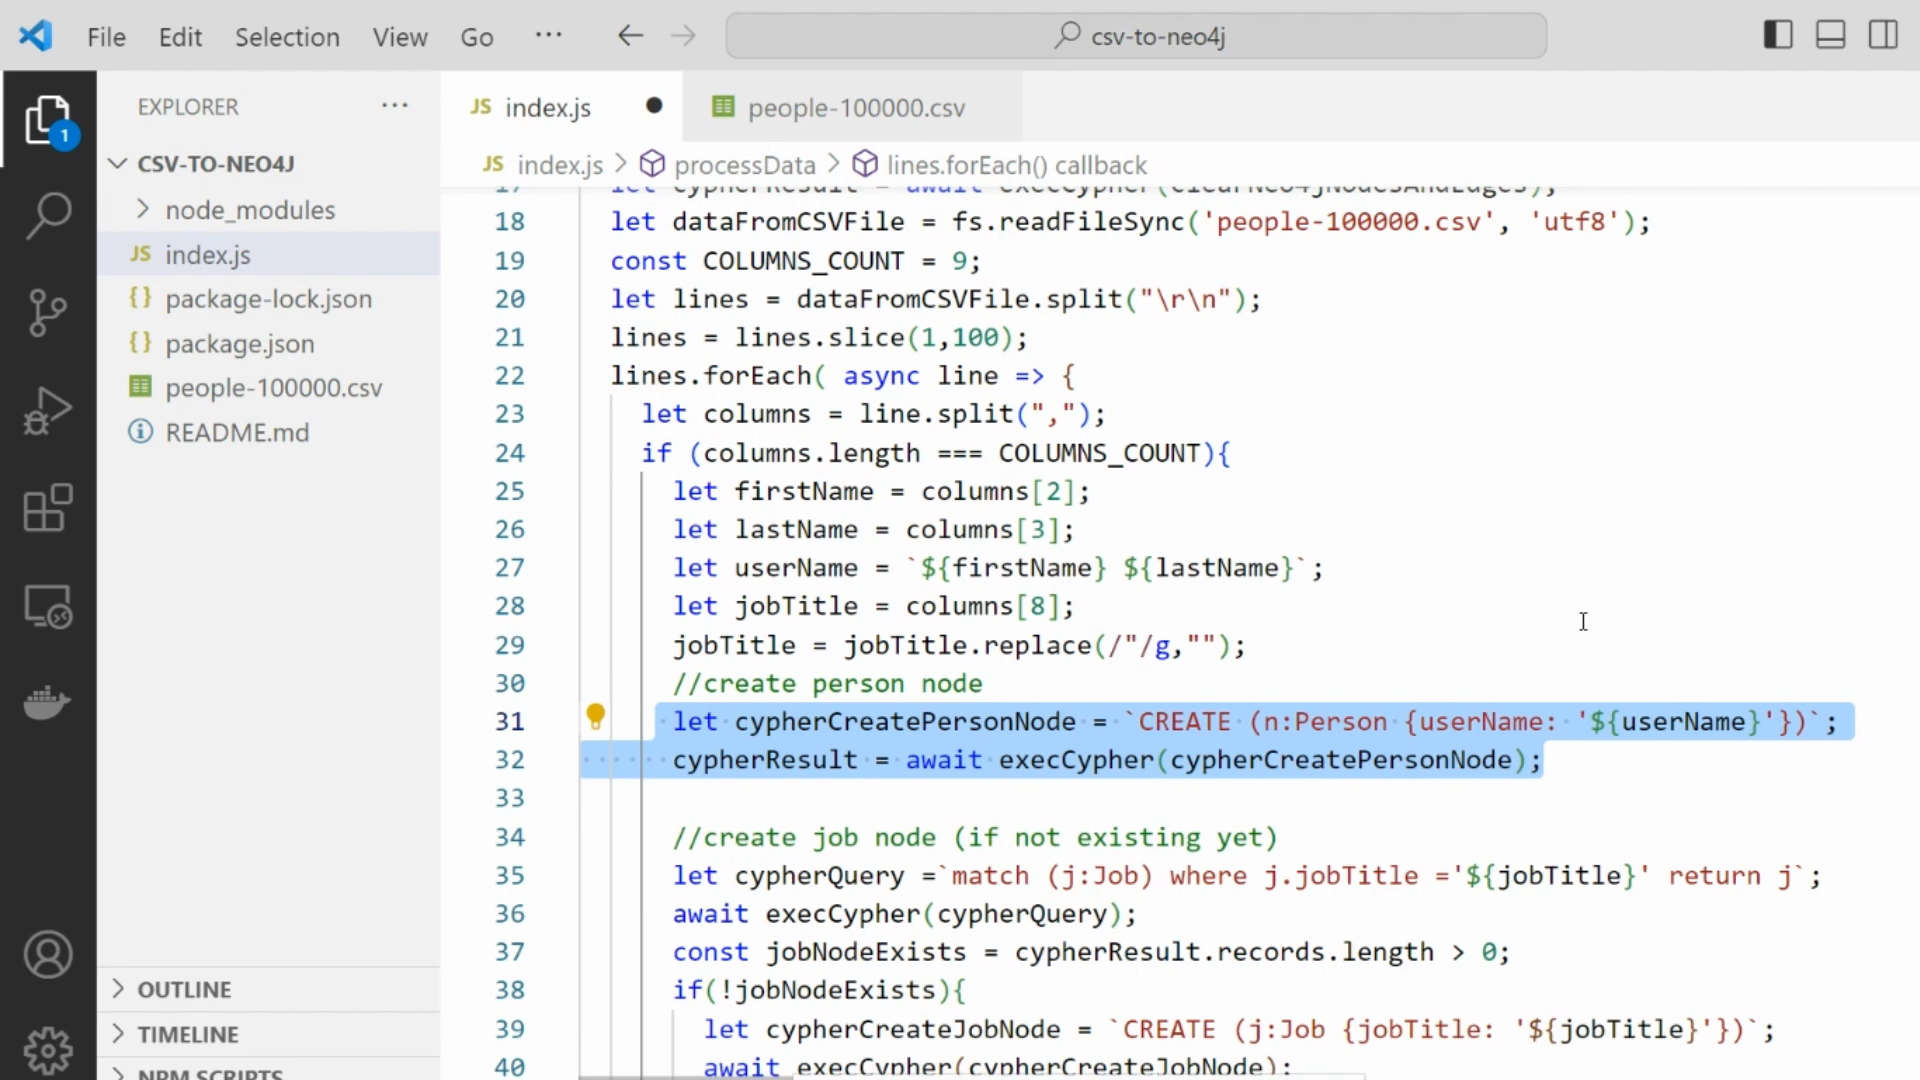 File Edit Selection View Go ··· csv-to-neo4j
EXPLORER ···
1
CSV-TO-NEO4J
node_modules
JS index.js
{} package-lock.json
{} package.json
people-100000.csv
README.md
OUTLINE
TIMELINE
NPM SCRIPTS
JS index.js ●
people-100000.csv
JS index.js > processData > lines.forEach() callback
17 let cypherResult = await execCypher(clearNeo4jNodesAndEdges);
18 let dataFromCSVFile = fs.readFileSync('people-100000.csv', 'utf8');
19 const COLUMNS_COUNT = 9;
20 let lines = dataFromCSVFile.split("\r\n");
21 lines = lines.slice(1,100);
22 lines.forEach( async line => {
23 let columns = line.split(",");
24 if (columns.length === COLUMNS_COUNT){
25 let firstName = columns[2];
26 let lastName = columns[3];
27 let userName = `${firstName} ${lastName}`;
28 let jobTitle = columns[8];
29 jobTitle = jobTitle.replace(/"/g,"");
30 //create person node
31 let cypherCreatePersonNode = `CREATE (n:Person {userName: '${userName}'})`;
32 cypherResult = await execCypher(cypherCreatePersonNode);
33
34 //create job node (if not existing yet)
35 let cypherQuery =`match (j:Job) where j.jobTitle ='${jobTitle}' return j`;
36 await execCypher(cypherQuery);
37 const jobNodeExists = cypherResult.records.length > 0;
38 if(!jobNodeExists){
39 let cypherCreateJobNode = `CREATE (j:Job {jobTitle: '${jobTitle}'})`;
40 await execCypher(cypherCreateJobNode);